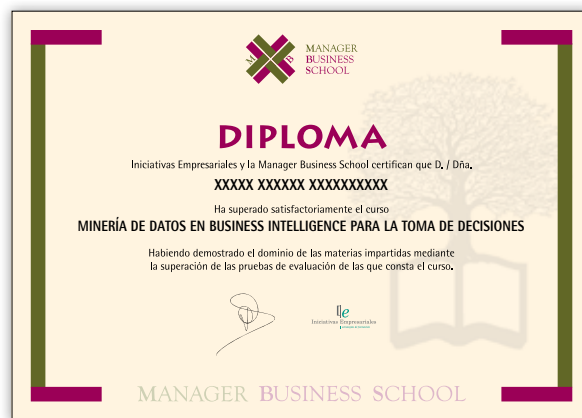 M B
MANAGER
BUSINESS
SCHOOL
DIPLOMA
Iniciativas Empresariales y la Manager Business School certifican que D. / Dña.
XXXXX XXXXXX XXXXXXXXXX
Ha superado satisfactoriamente el curso
MINERÍA DE DATOS EN BUSINESS INTELLIGENCE PARA LA TOMA DE DECISIONES
Habiendo demostrado el dominio de las materias impartidas mediante
la superación de las pruebas de evaluación de las que consta el curso.
Iniciativas Empresariales
MANAGER BUSINESS SCHOOL